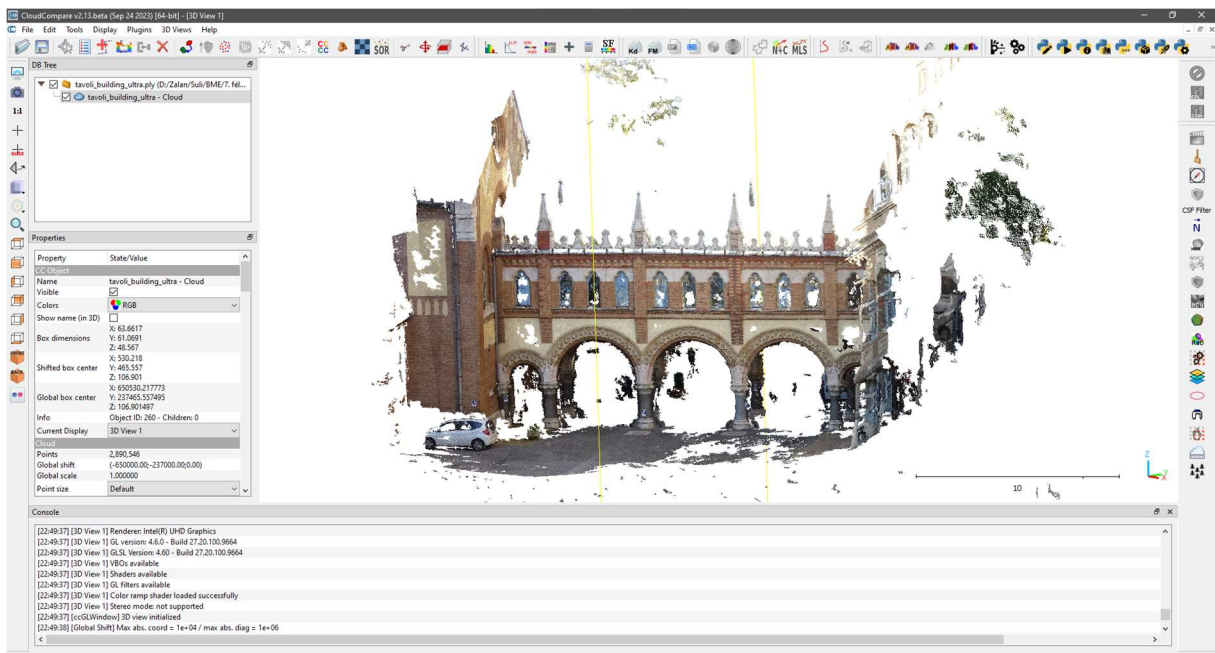 CloudCompare v2.13.beta (Sep 24 2023) [64-bit] - [3D View 1]
File Edit Tools Display Plugins 3D Views Help
SOR
SF
Kd
FM
N+C
MLS
DB Tree
tavoli_building_ultra.ply (D:/Zalan/Suli/BME/7. fél...
tavoli_building_ultra - Cloud
1:1
auto
Properties
Property State/Value
CC Object
Name tavoli_building_ultra - Cloud
Visible
Colors RGB
Show name (in 3D)
Box dimensions X: 63.6617
Y: 61.0691
Z: 48.567
Shifted box center X: 530.218
Y: 465.557
Z: 106.901
Global box center X: 650530.217773
Y: 237465.557495
Z: 106.901497
Info Object ID: 260 - Children: 0
Current Display 3D View 1
Cloud
Points 2,890,546
Global shift (-650000.00;-237000.00;0.00)
Global scale 1.000000
Point size Default
FRONT
BACK
CSF Filter
N
Z
Y
X
10
Console
[22:49:37] [3D View 1] Renderer: Intel(R) UHD Graphics
[22:49:37] [3D View 1] GL version: 4.6.0 - Build 27.20.100.9664
[22:49:37] [3D View 1] GLSL Version: 4.60 - Build 27.20.100.9664
[22:49:37] [3D View 1] VBOs available
[22:49:37] [3D View 1] Shaders available
[22:49:37] [3D View 1] GL filters available
[22:49:37] [3D View 1] Color ramp shader loaded successfully
[22:49:37] [3D View 1] Stereo mode: not supported
[22:49:37] [ccGLWindow] 3D view initialized
[22:49:38] [Global Shift] Max abs. coord = 1e+04 / max abs. diag = 1e+06